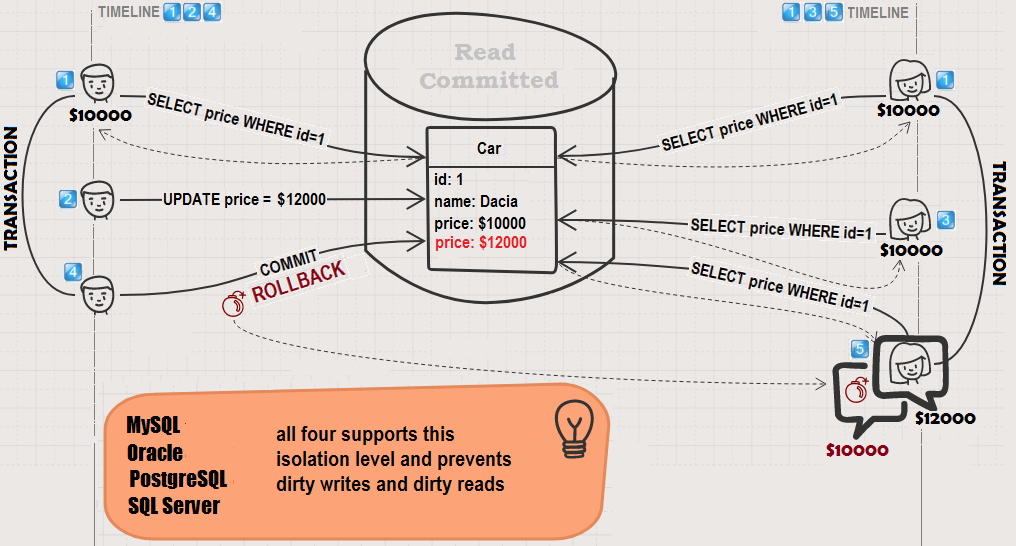 TIMELINE 1 2 4
1 3 5 TIMELINE
Read
Committed
1
$10000
SELECT price WHERE id=1
SELECT price WHERE id=1
1
$10000
TRANSACTION
Car
id: 1
name: Dacia
price: $10000
price: $12000
TRANSACTION
2
UPDATE price = $12000
SELECT price WHERE id=1
3
$10000
4
COMMIT
ROLLBACK
SELECT price WHERE id=1
5
$12000
$10000
MySQL
Oracle
PostgreSQL
SQL Server
all four supports this
isolation level and prevents
dirty writes and dirty reads